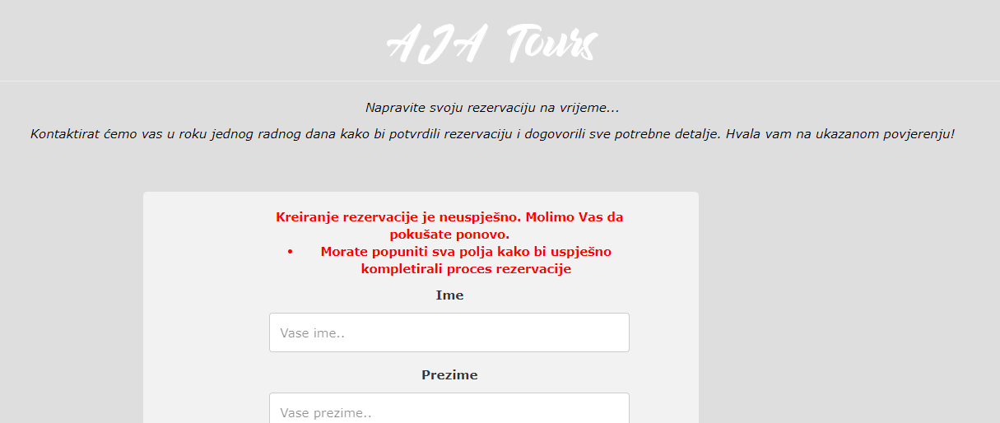 AJA Tours
Napravite svoju rezervaciju na vrijeme...
Kontaktirat ćemo vas u roku jednog radnog dana kako bi potvrdili rezervaciju i dogovorili sve potrebne detalje. Hvala vam na ukazanom povjerenju!
Kreiranje rezervacije je neuspješno. Molimo Vas da
pokušate ponovo.
• Morate popuniti sva polja kako bi uspješno
kompletirali proces rezervacije
Ime
Vase ime..
Prezime
Vase prezime..